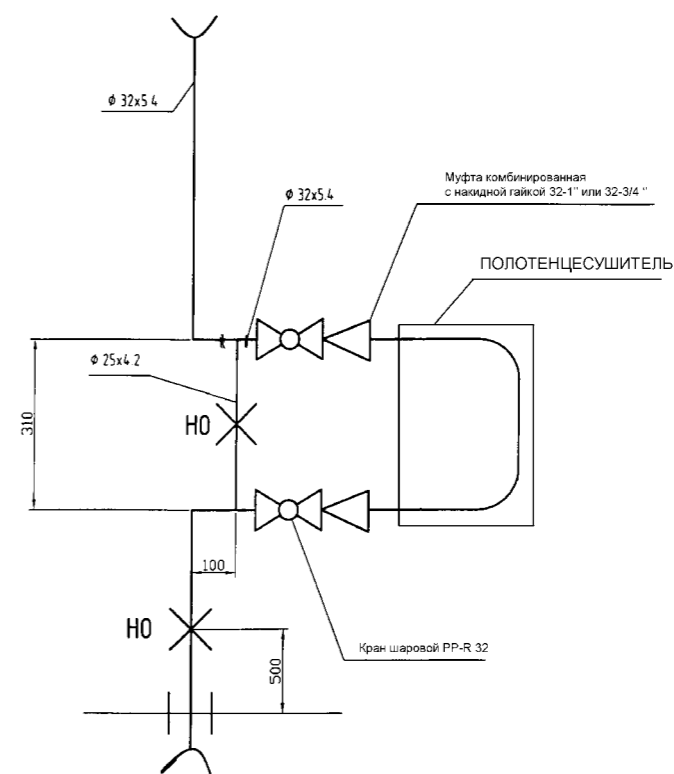 Ф 32х5 4
Муфта комбинированная
с накидной гайкой 32-1" или 32-3/4 "
Ф 32х5.4
ПОЛОТЕНЦЕСУШИТЕЛЬ
Ф 25х4.2
310
НО
100
НО
Кран шаровой PP-R 32
500